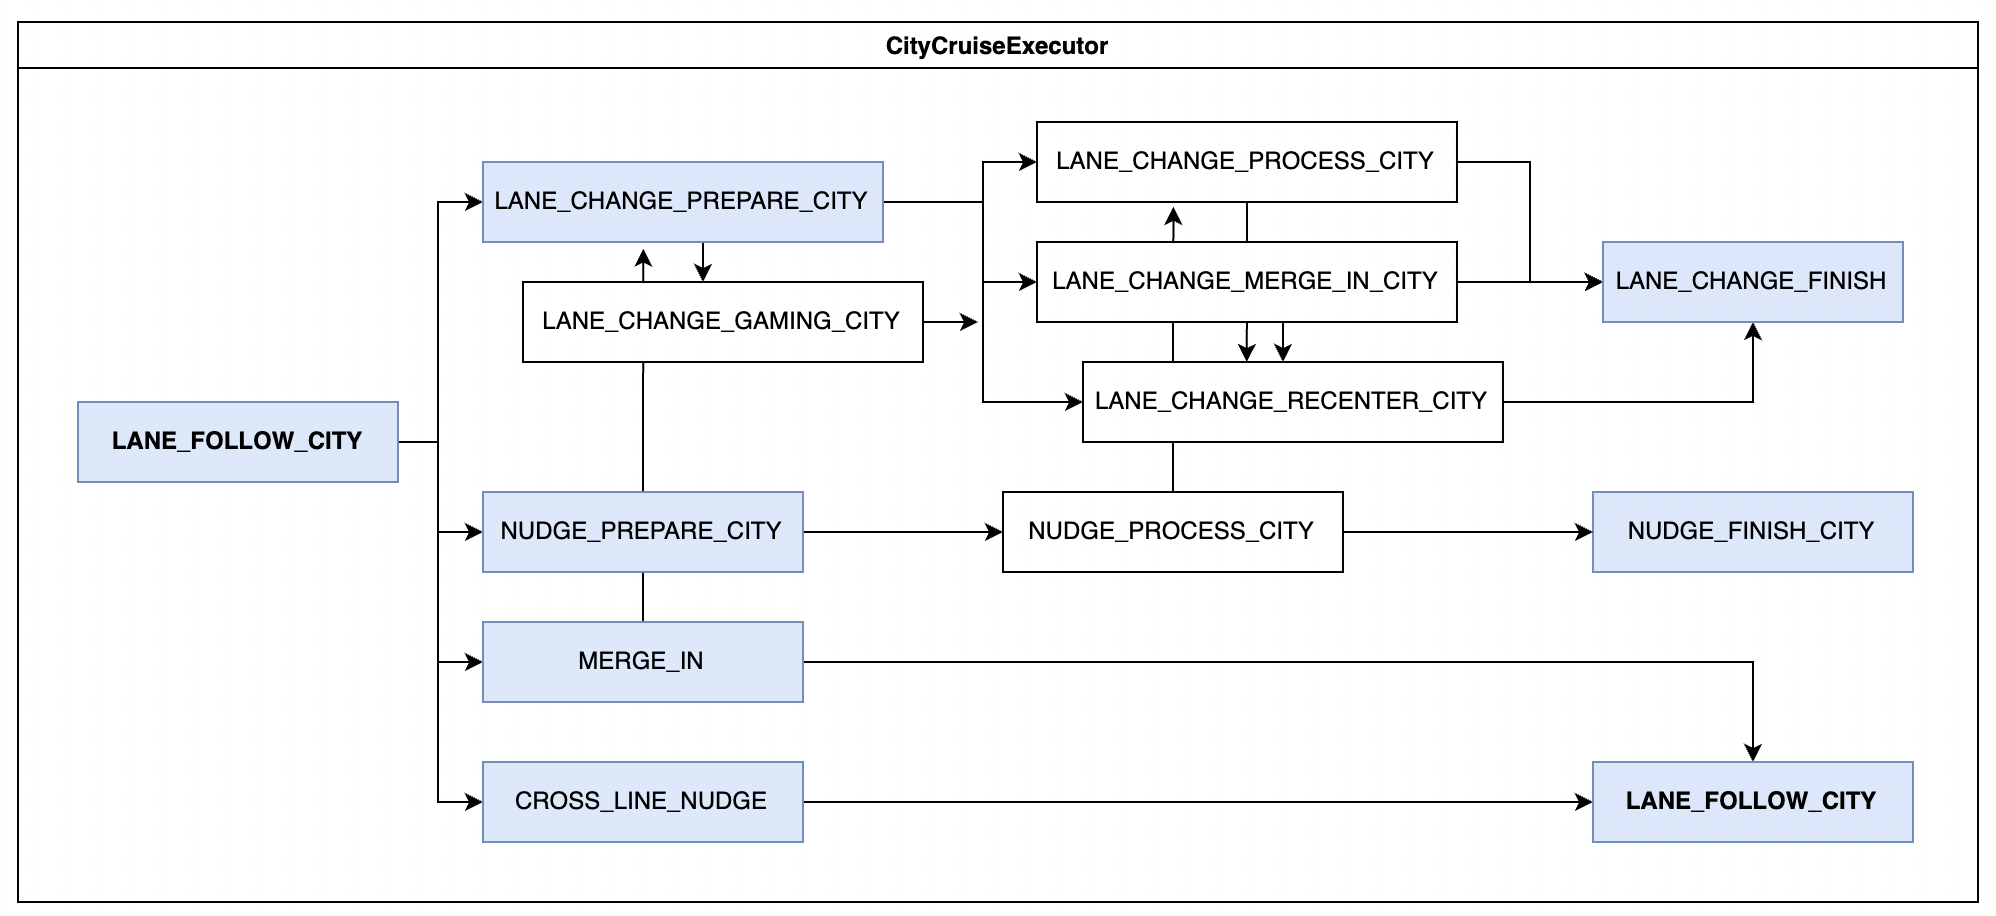 CityCruiseExecutor
LANE_CHANGE_PROCESS_CITY
LANE_CHANGE_PREPARE_CITY
LANE_CHANGE_MERGE_IN_CITY
LANE_CHANGE_FINISH
LANE_CHANGE_GAMING_CITY
LANE_CHANGE_RECENTER_CITY
LANE_FOLLOW_CITY
NUDGE_PREPARE_CITY
NUDGE_PROCESS_CITY
NUDGE_FINISH_CITY
MERGE_IN
CROSS_LINE_NUDGE
LANE_FOLLOW_CITY